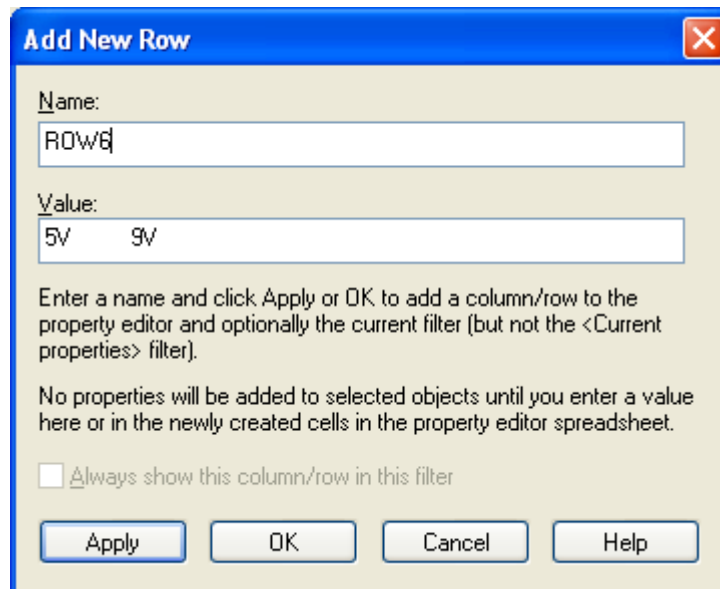 Add New Row
Name:
ROW6
Value:
5V 9V
Enter a name and click Apply or OK to add a column/row to the
property editor and optionally the current filter (but not the <Current
properties> filter).
No properties will be added to selected objects until you enter a value
here or in the newly created cells in the property editor spreadsheet.
Always show this column/row in this filter
Apply OK Cancel Help